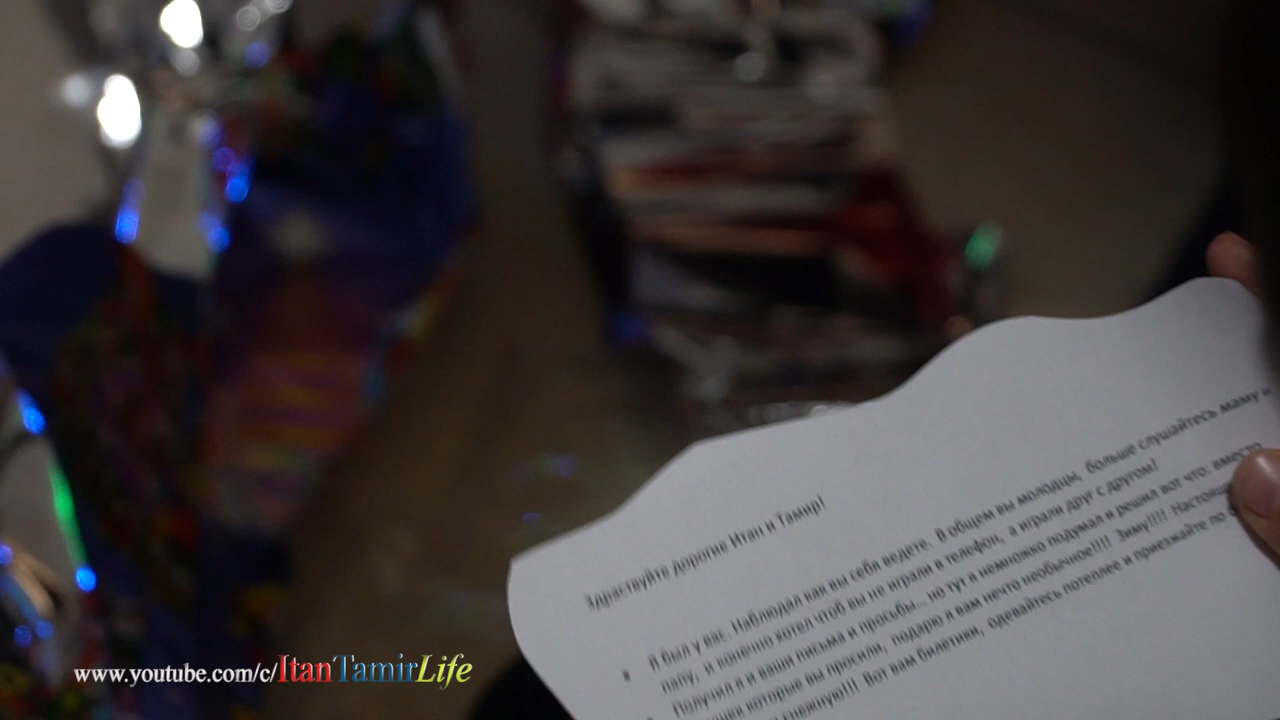 Здравствуйте дорогие Итан и Тамир!
Я был у вас. Наблюдал как вы себя ведете. В общем вы молодцы, больше слушайтесь маму и
папу, и конечно хотел чтоб вы не играли в телефон, а играли друг с другом!
Получил я и ваши письма и просьбы... но тут я немножко подумал и решил вот что: вместо
которые вы просили, подарю я вам нечто необычное!!!! Зиму!!!!
снежную!!! Вот вам билетики, одевайтесь потеплее и приезжайте по
www.youtube.com/c/ItanTamirLife